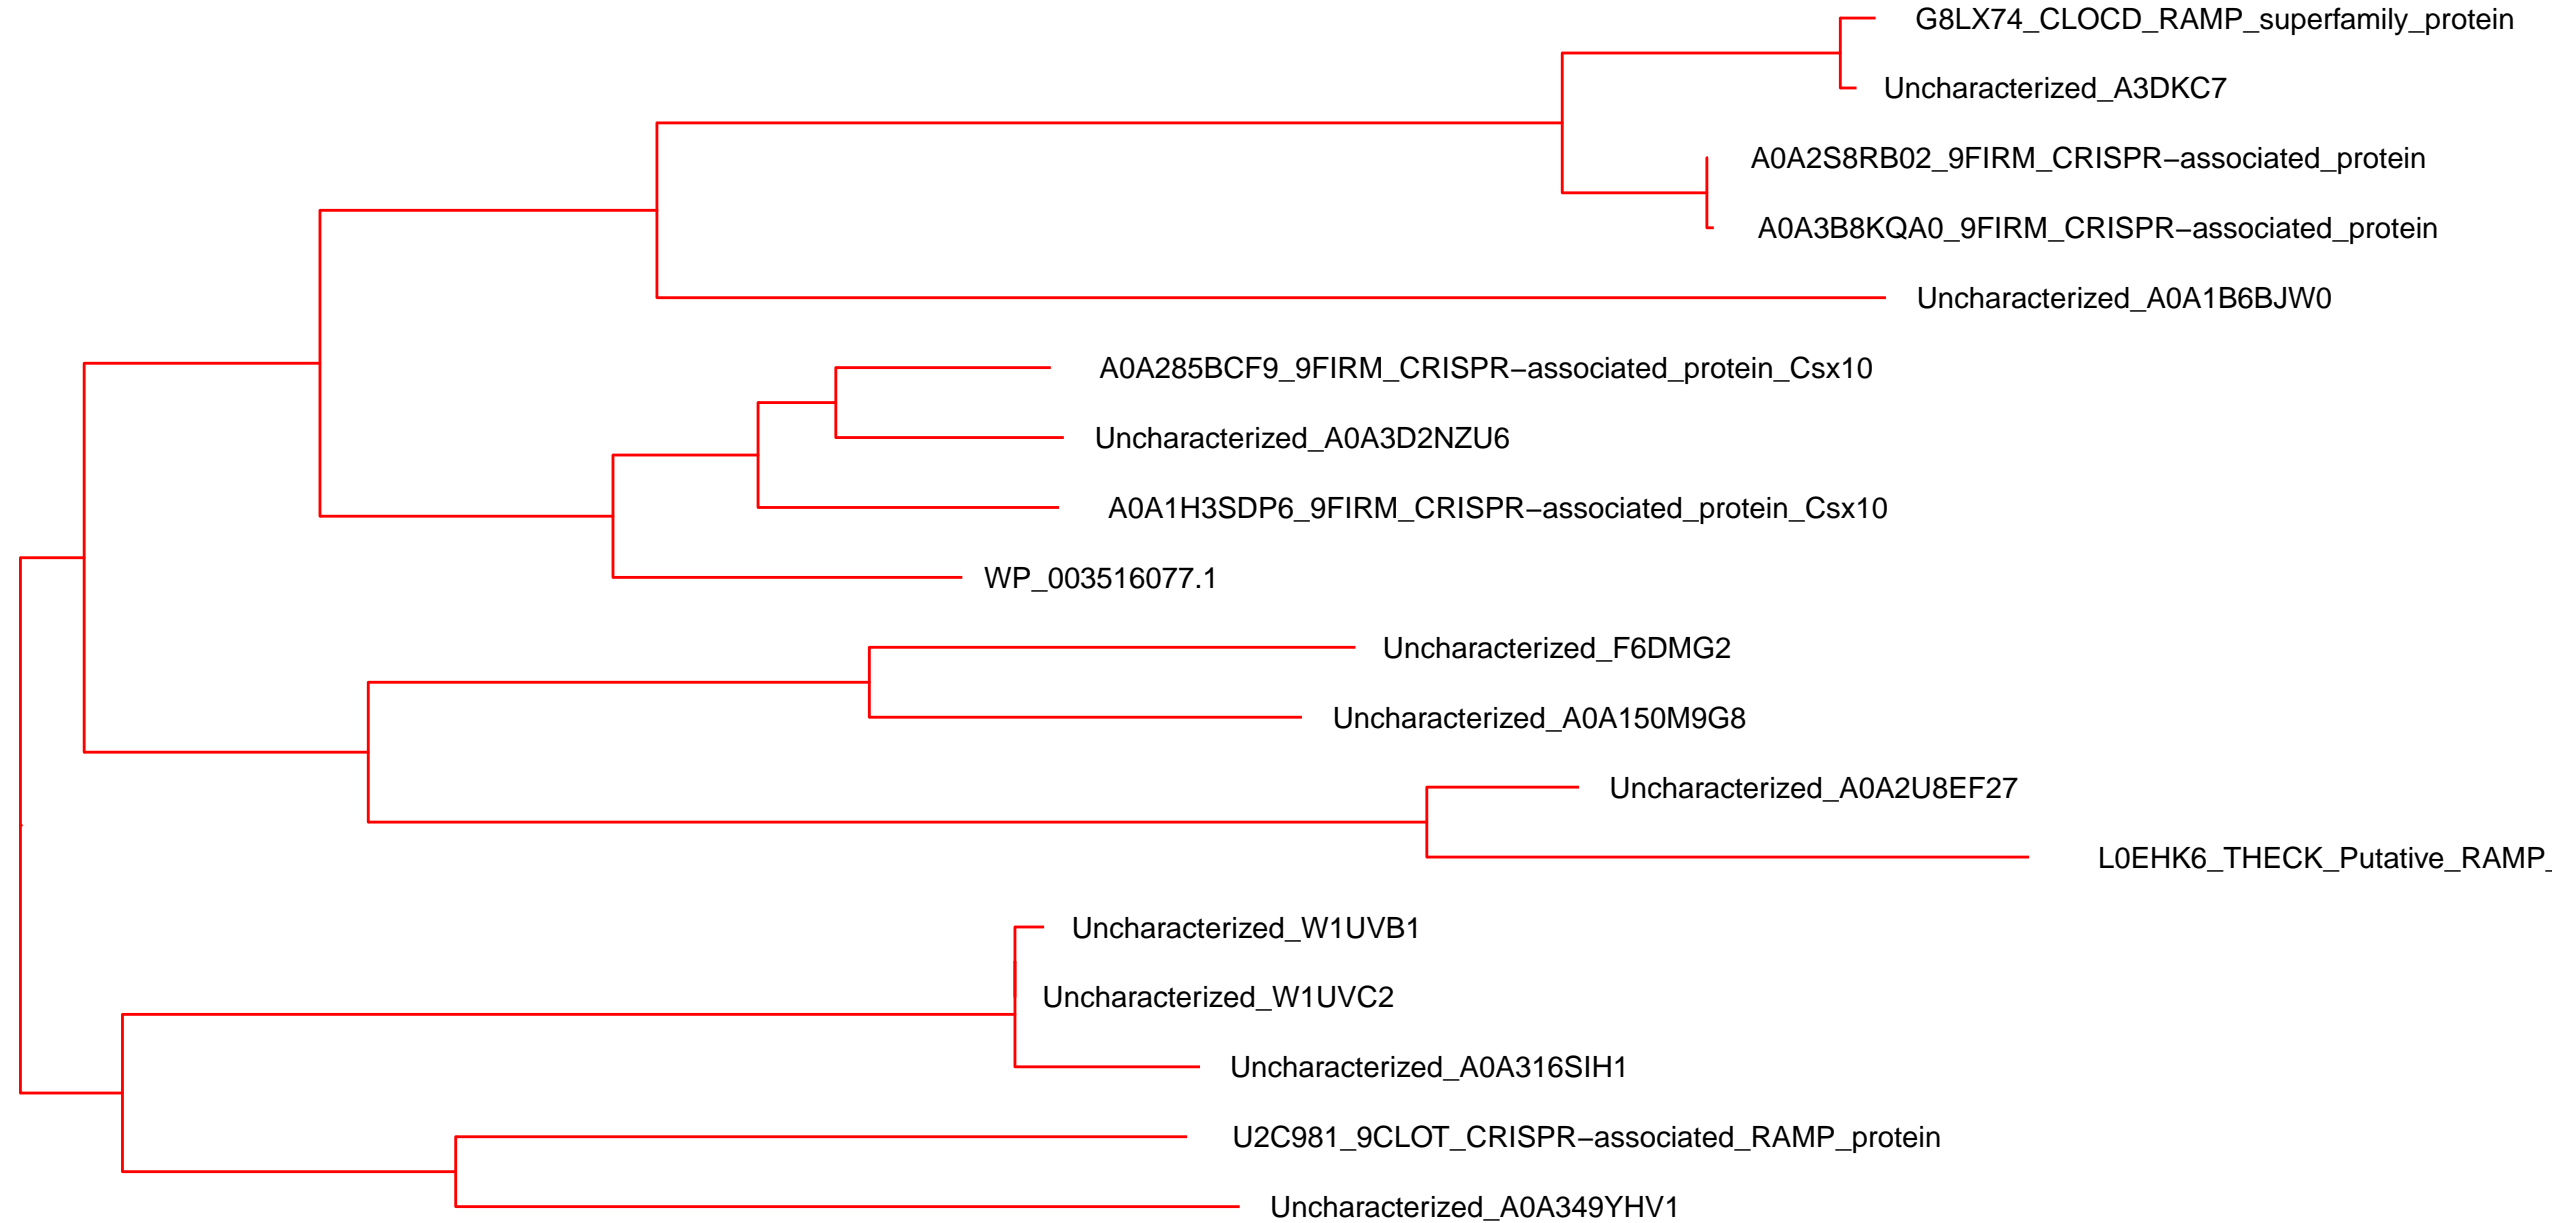 G8LX74_CLOCD_RAMP_superfamily_protein
Uncharacterized_A3DKC7
A0A2S8RB02_9FIRM_CRISPR−associated_protein
A0A3B8KQA0_9FIRM_CRISPR−associated_protein
Uncharacterized_A0A1B6BJW0
A0A285BCF9_9FIRM_CRISPR−associated_protein_Csx10
Uncharacterized_A0A3D2NZU6
A0A1H3SDP6_9FIRM_CRISPR−associated_protein_Csx10
WP_003516077.1
Uncharacterized_F6DMG2
Uncharacterized_A0A150M9G8
Uncharacterized_A0A2U8EF27
L0EHK6_THECK_Putative_RAMP_
Uncharacterized_W1UVB1
Uncharacterized_W1UVC2
Uncharacterized_A0A316SIH1
U2C981_9CLOT_CRISPR−associated_RAMP_protein
Uncharacterized_A0A349YHV1